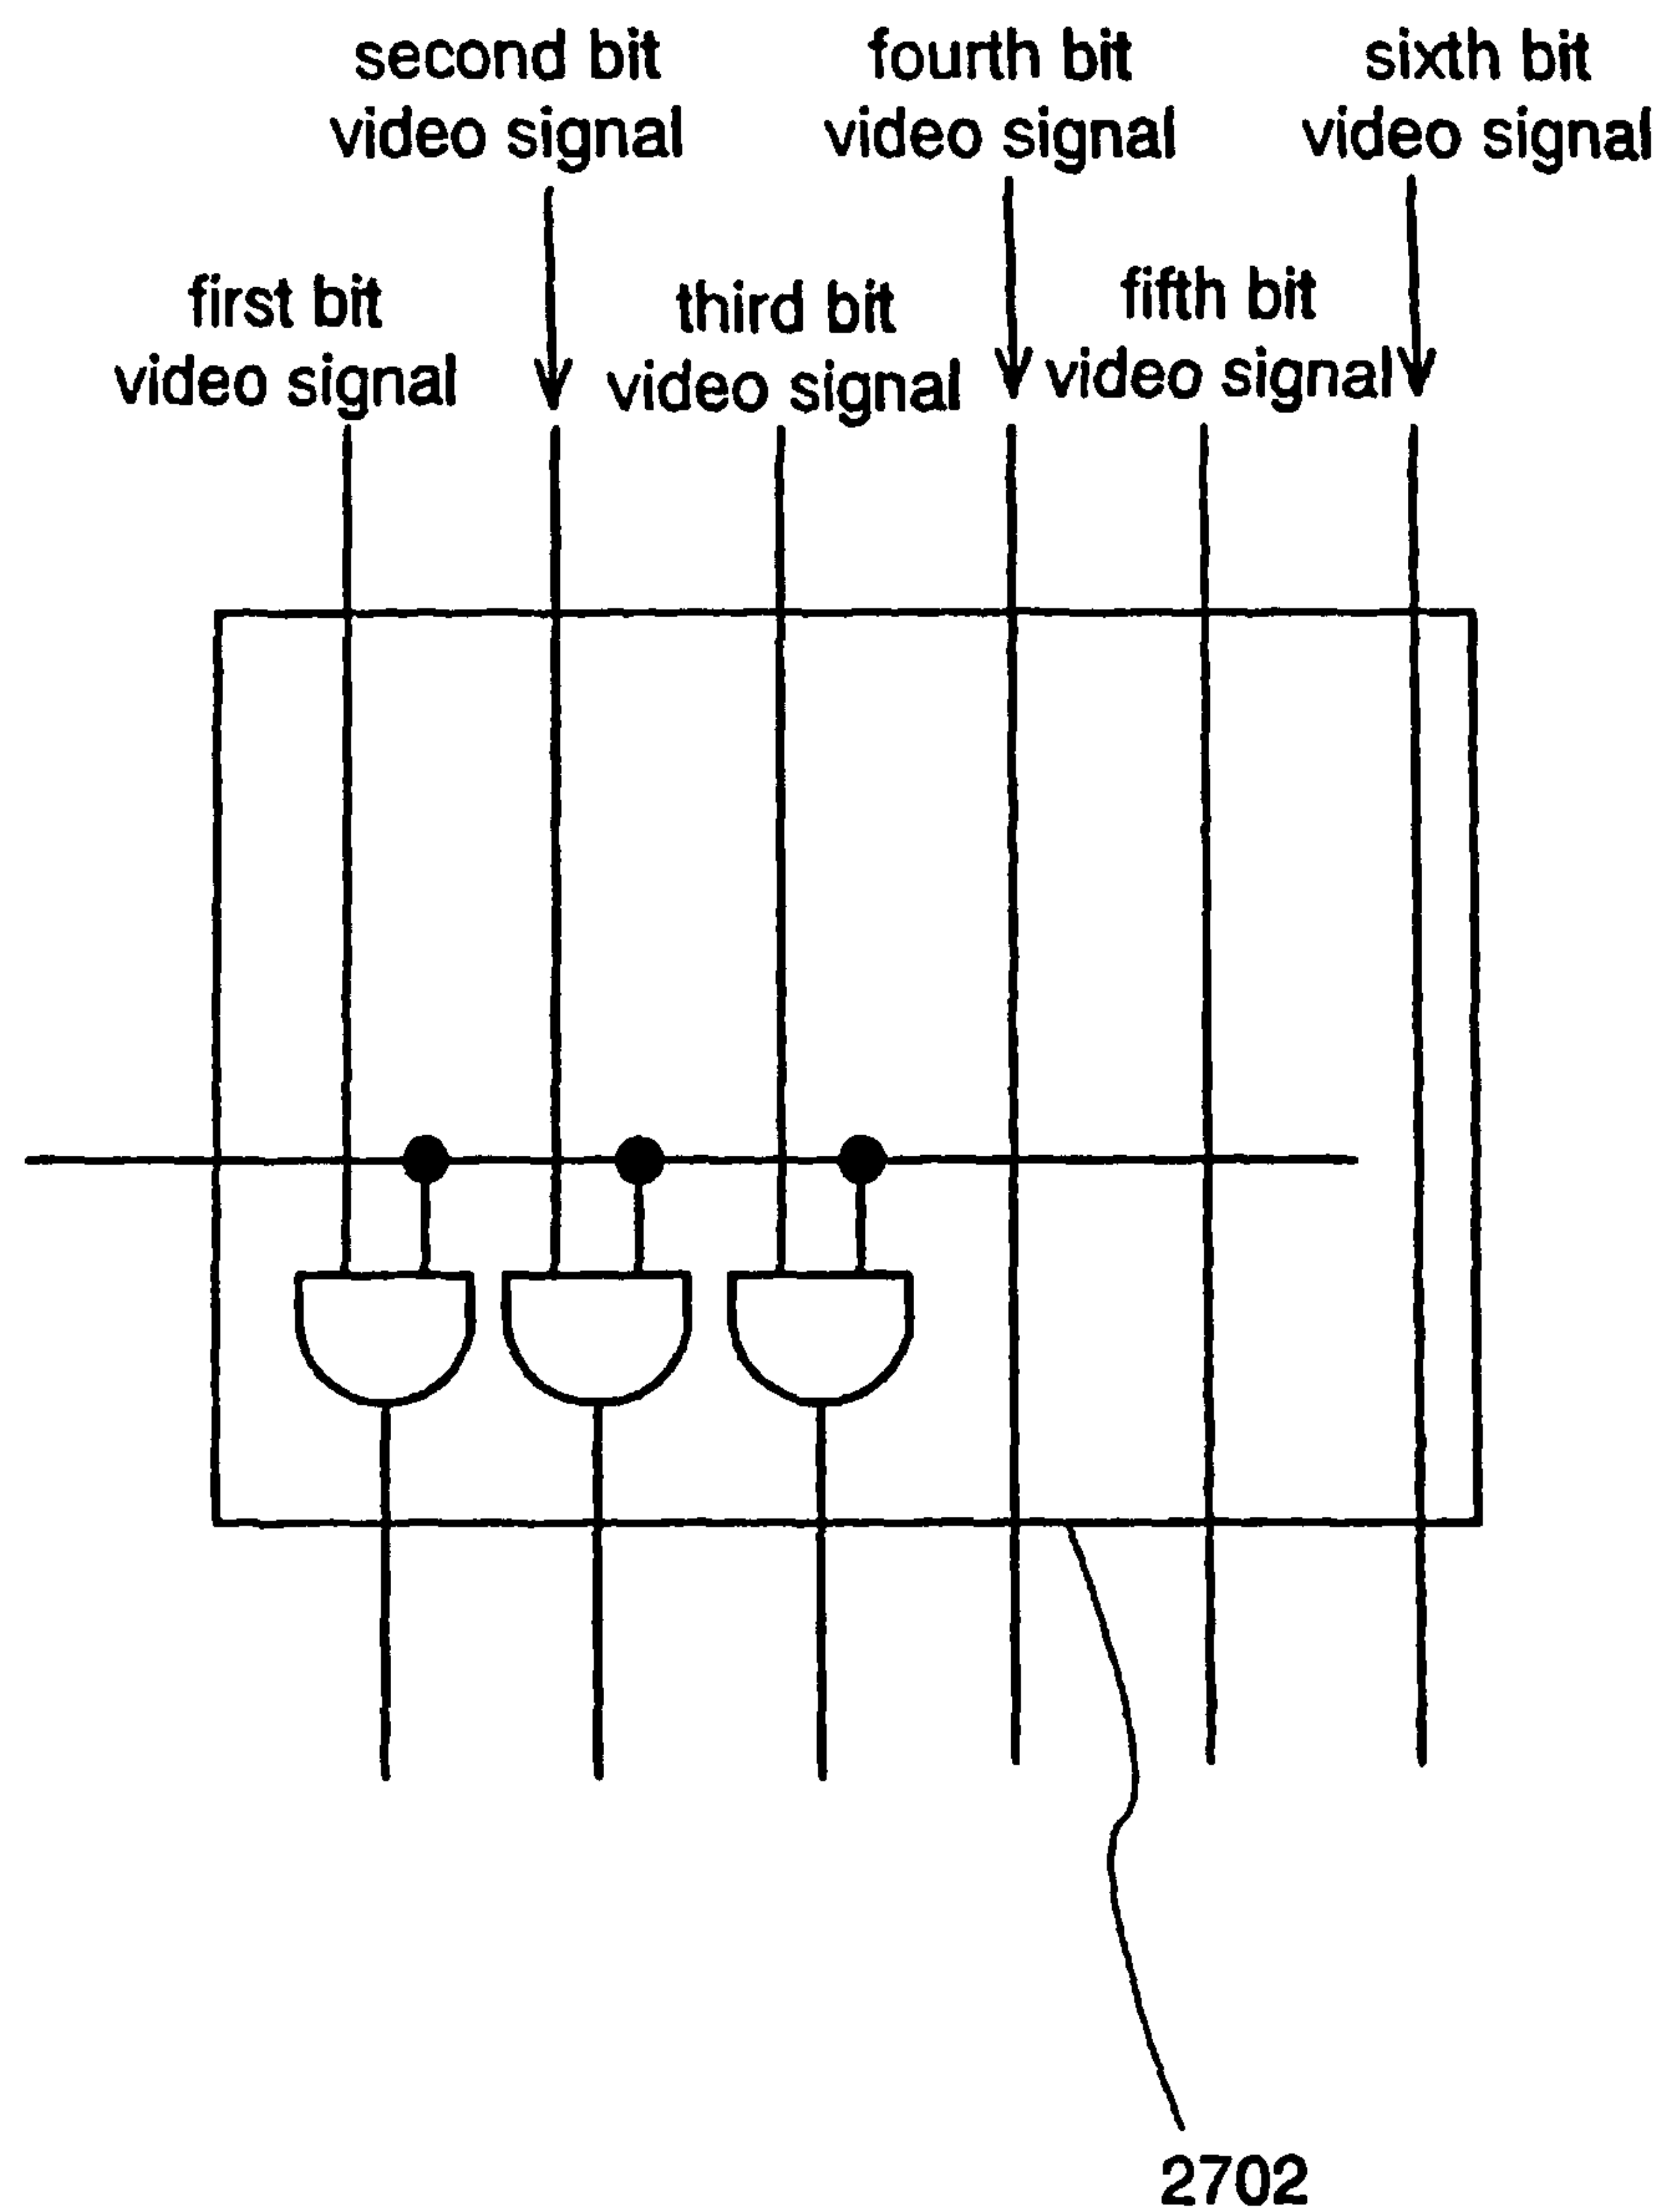 second bit
video signal
fourth bit
video signal
sixth bit
video signal
first bit
video signal
third bit
video signal
fifth bit
video signal
2702